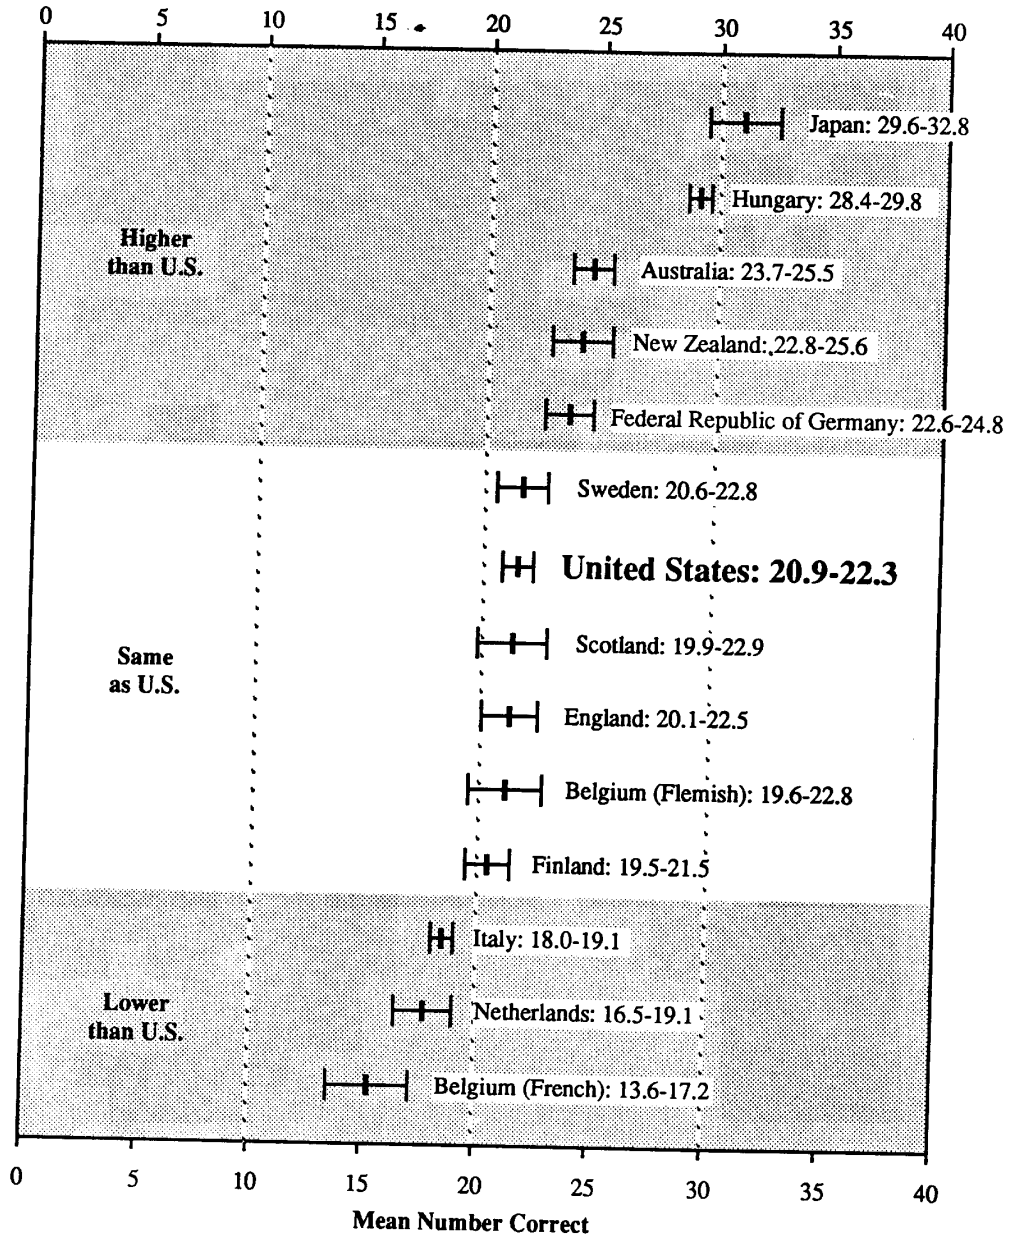 0 5 10 15 20 25 30 35 40
Japan: 29.6-32.8
Hungary: 28.4-29.8
Higher
than U.S.
Australia: 23.7-25.5
New Zealand: 22.8-25.6
Federal Republic of Germany: 22.6-24.8
Sweden: 20.6-22.8
United States: 20.9-22.3
Scotland: 19.9-22.9
Same
as U.S.
England: 20.1-22.5
Belgium (Flemish): 19.6-22.8
Finland: 19.5-21.5
Italy: 18.0-19.1
Lower
than U.S.
Netherlands: 16.5-19.1
Belgium (French): 13.6-17.2
0 5 10 15 20 25 30 35 40
Mean Number Correct